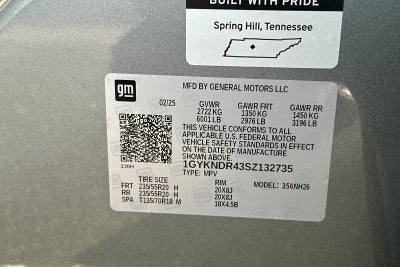 BUILT WITH PRIDE
Spring Hill, Tennessee
gm
MFD BY GENERAL MOTORS LLC
02/25 GVWR GAWR FRT GAWR RR
2722 KG 1350 KG 1450 KG
6001 LB 2976 LB 3196 LB
THIS VEHICLE CONFORMS TO ALL
APPLICABLE U.S. FEDERAL MOTOR
VEHICLE SAFETY STANDARDS IN EFFECT
ON THE DATE OF MANUFACTURE
SHOWN ABOVE.
130H 1GYKNDR43SZ132735
TYPE: MPV
TIRE SIZE RIM MODEL: 356NH26
FRT 235/55R20 H 20X8J
RR 235/55R20 H 20X8J
SPA T135/70R18 M 18X4.5B